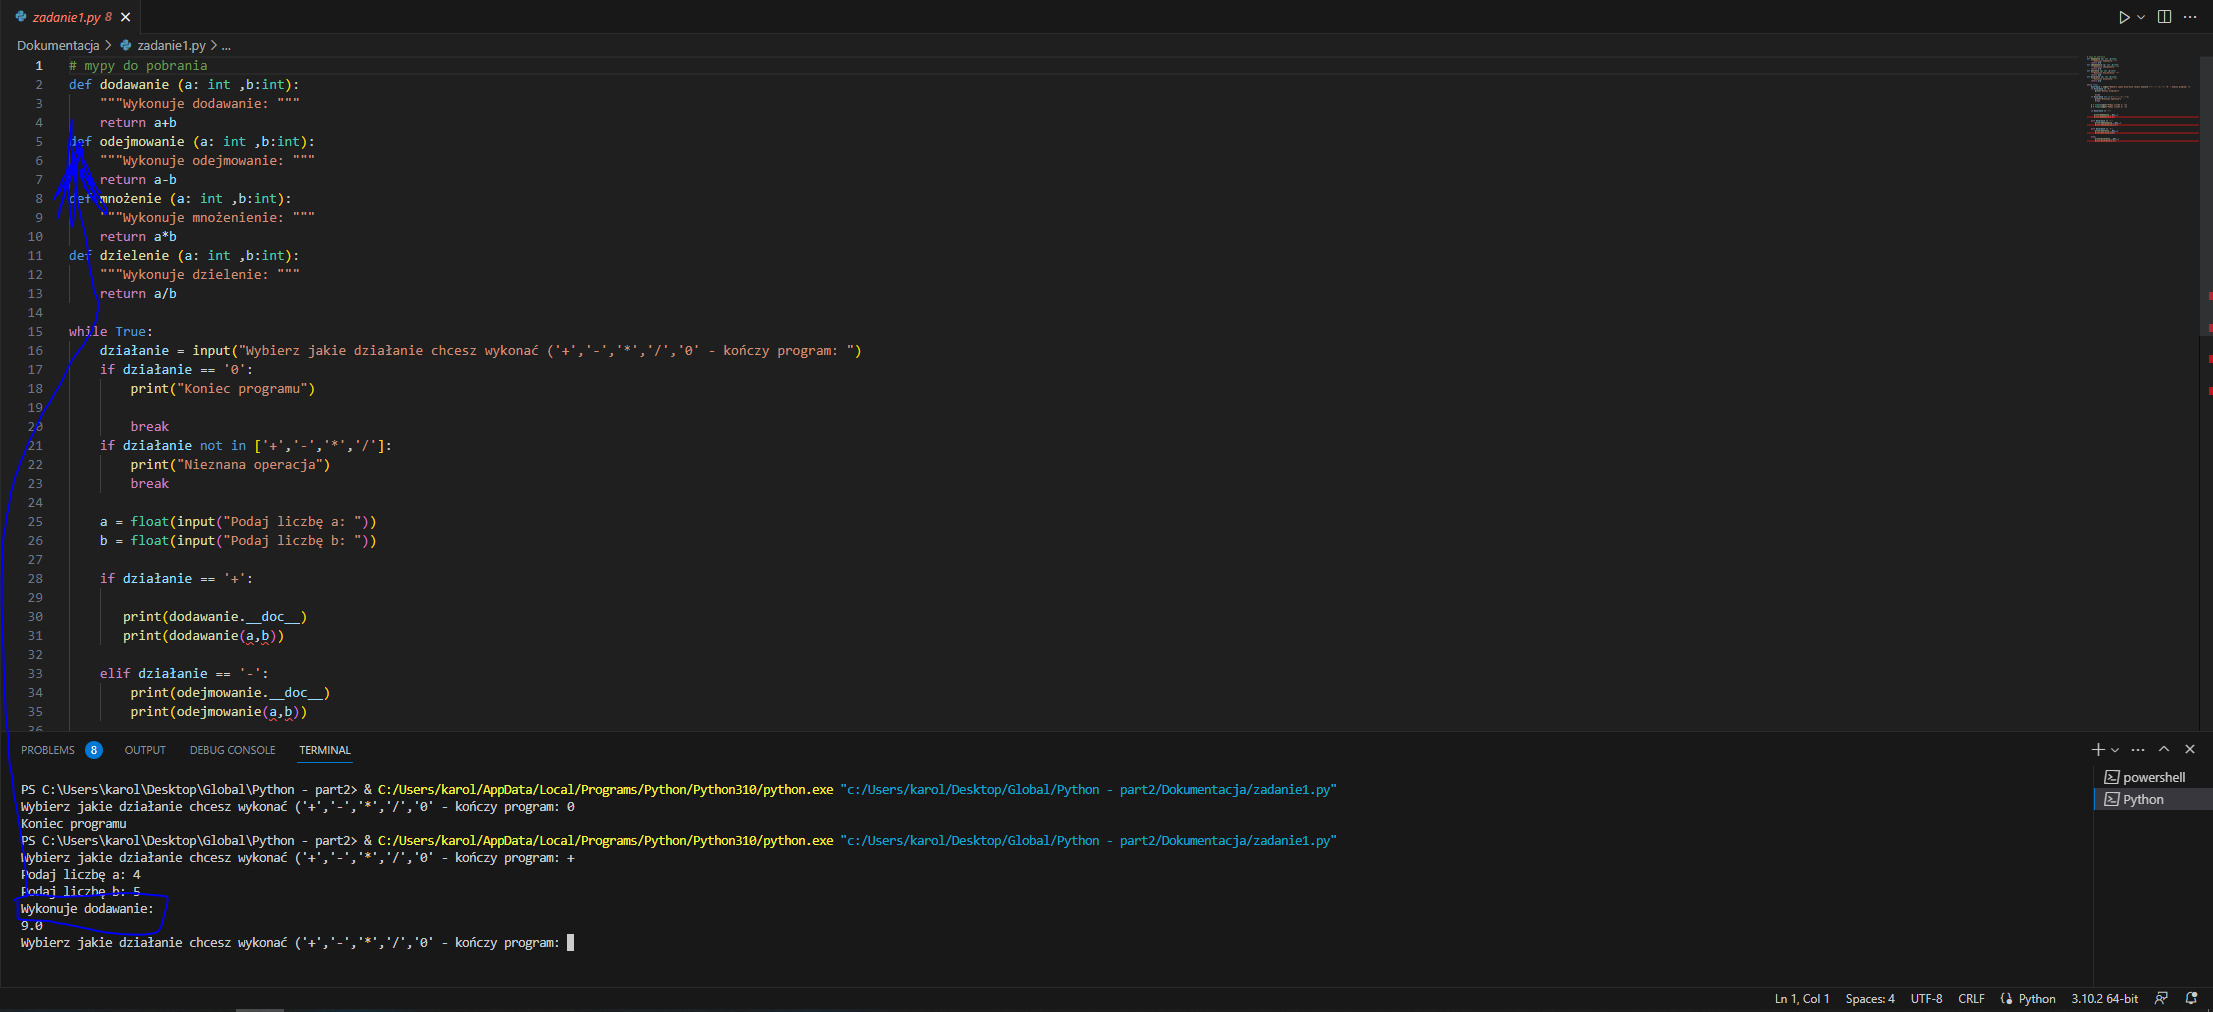 zadanie1.py 8
Dokumentacja > zadanie1.py > ...
1 # mypy do pobrania
2 def dodawanie (a: int ,b:int):
3 """Wykonuje dodawanie: """
4 return a+b
5 def odejmowanie (a: int ,b:int):
6 """Wykonuje odejmowanie: """
7 return a-b
8 def mnożenie (a: int ,b:int):
9 """Wykonuje mnożenienie: """
10 return a*b
11 def dzielenie (a: int ,b:int):
12 """Wykonuje dzielenie: """
13 return a/b
14
15 while True:
16 działanie = input("Wybierz jakie działanie chcesz wykonać ('+','-','*','/','0' - kończy program: ")
17 if działanie == '0':
18 print("Koniec programu")
19
20 break
21 if działanie not in ['+','-','*','/']:
22 print("Nieznana operacja")
23 break
24
25 a = float(input("Podaj liczbę a: "))
26 b = float(input("Podaj liczbę b: "))
27
28 if działanie == '+':
29
30 print(dodawanie.__doc__)
31 print(dodawanie(a,b))
32
33 elif działanie == '-':
34 print(odejmowanie.__doc__)
35 print(odejmowanie(a,b))
36
PROBLEMS 8 OUTPUT DEBUG CONSOLE TERMINAL
PS C:\Users\karol\Desktop\Global\Python - part2> & C:/Users/karol/AppData/Local/Programs/Python/Python310/python.exe "c:/Users/karol/Desktop/Global/Python - part2/Dokumentacja/zadanie1.py"
Wybierz jakie działanie chcesz wykonać ('+','-','*','/','0' - kończy program: 0
Koniec programu
PS C:\Users\karol\Desktop\Global\Python - part2> & C:/Users/karol/AppData/Local/Programs/Python/Python310/python.exe "c:/Users/karol/Desktop/Global/Python - part2/Dokumentacja/zadanie1.py"
Wybierz jakie działanie chcesz wykonać ('+','-','*','/','0' - kończy program: +
Podaj liczbę a: 4
Podaj liczbę b: 5
Wykonuje dodawanie:
9.0
Wybierz jakie działanie chcesz wykonać ('+','-','*','/','0' - kończy program:
powershell
Python
Ln 1, Col 1 Spaces: 4 UTF-8 CRLF Python 3.10.2 64-bit